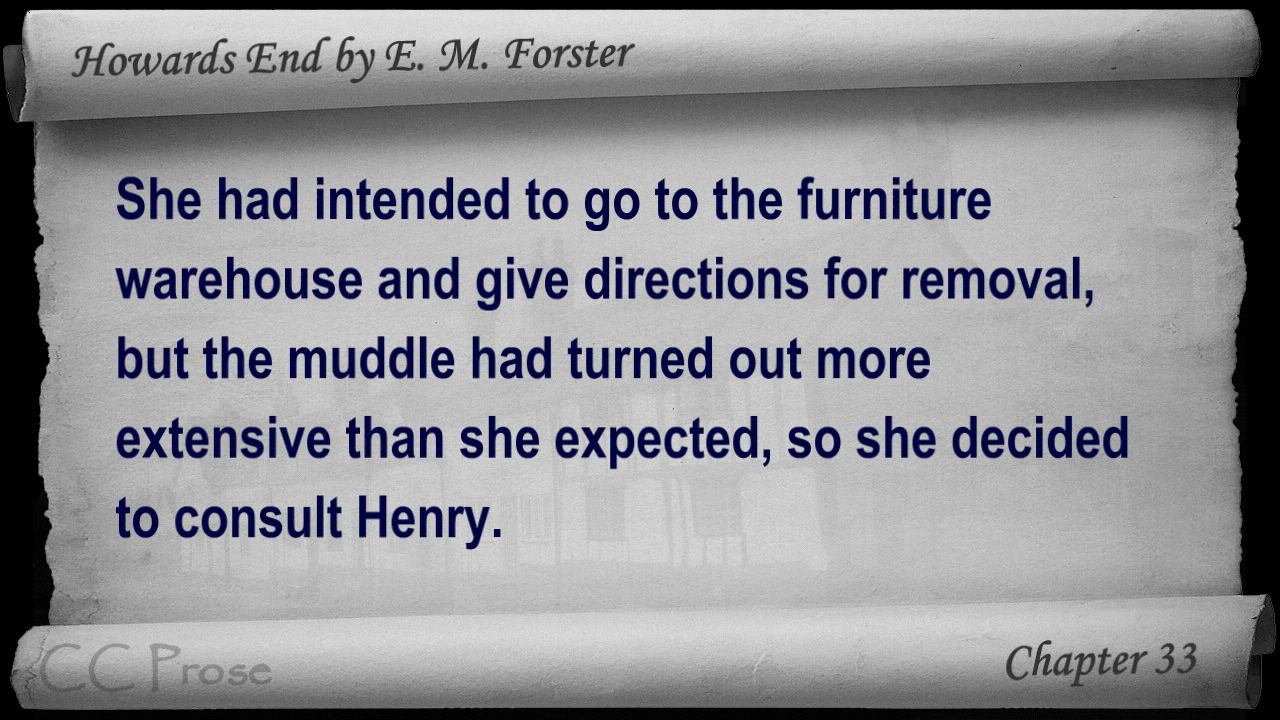 Howards End by E. M. Forster
She had intended to go to the furniture
warehouse and give directions for removal,
but the muddle had turned out more
extensive than she expected, so she decided
to consult Henry.
CC Prose
Chapter 33